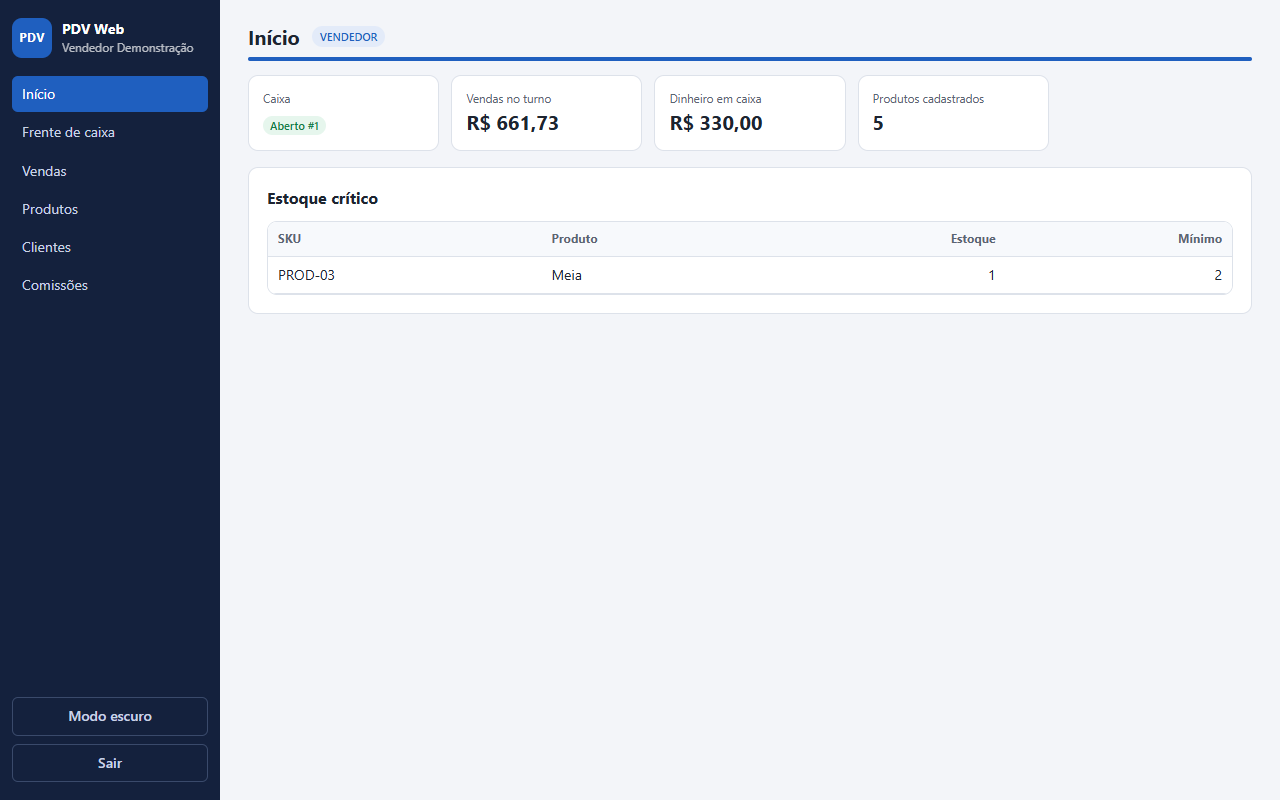 PDV
PDV Web
Vendedor Demonstração
Início
Frente de caixa
Vendas
Produtos
Clientes
Comissões
Modo escuro
Sair
Início VENDEDOR
Caixa
Aberto #1
Vendas no turno
R$ 661,73
Dinheiro em caixa
R$ 330,00
Produtos cadastrados
5
Estoque crítico
SKU Produto Estoque Mínimo
PROD-03 Meia 1 2